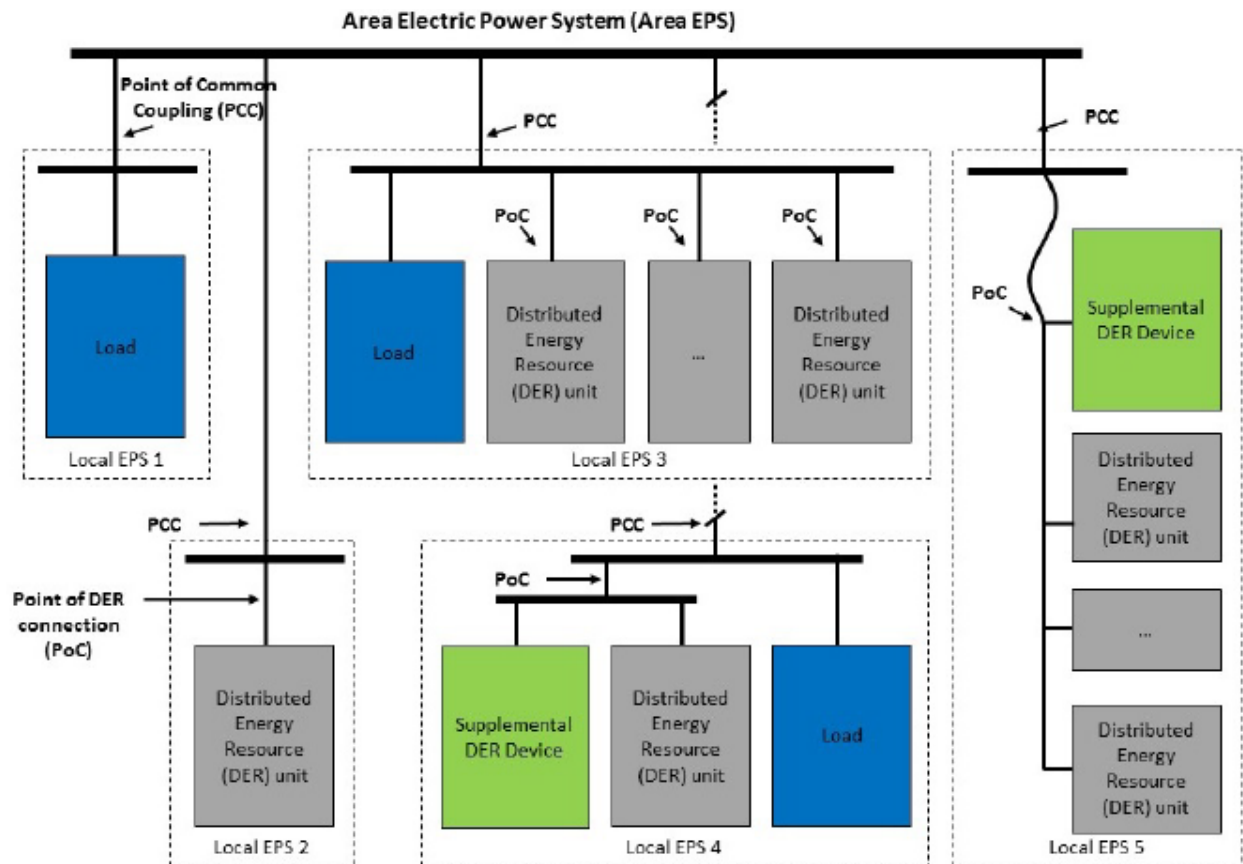 Area Electric Power System (Area EPS)
Point of Common
Coupling (PCC)
PCC
PCC
Load
Local EPS 1
PoC
PoC
PoC
Load
Distributed
Energy
Resource
(DER) unit
...
Distributed
Energy
Resource
(DER) unit
Local EPS 3
PoC
Supplemental
DER Device
Distributed
Energy
Resource
(DER) unit
...
Distributed
Energy
Resource
(DER) unit
Local EPS 5
PCC
Point of DER
connection
(PoC)
Distributed
Energy
Resource
(DER) unit
Local EPS 2
PCC
PoC
Supplemental
DER Device
Distributed
Energy
Resource
(DER) unit
Load
Local EPS 4